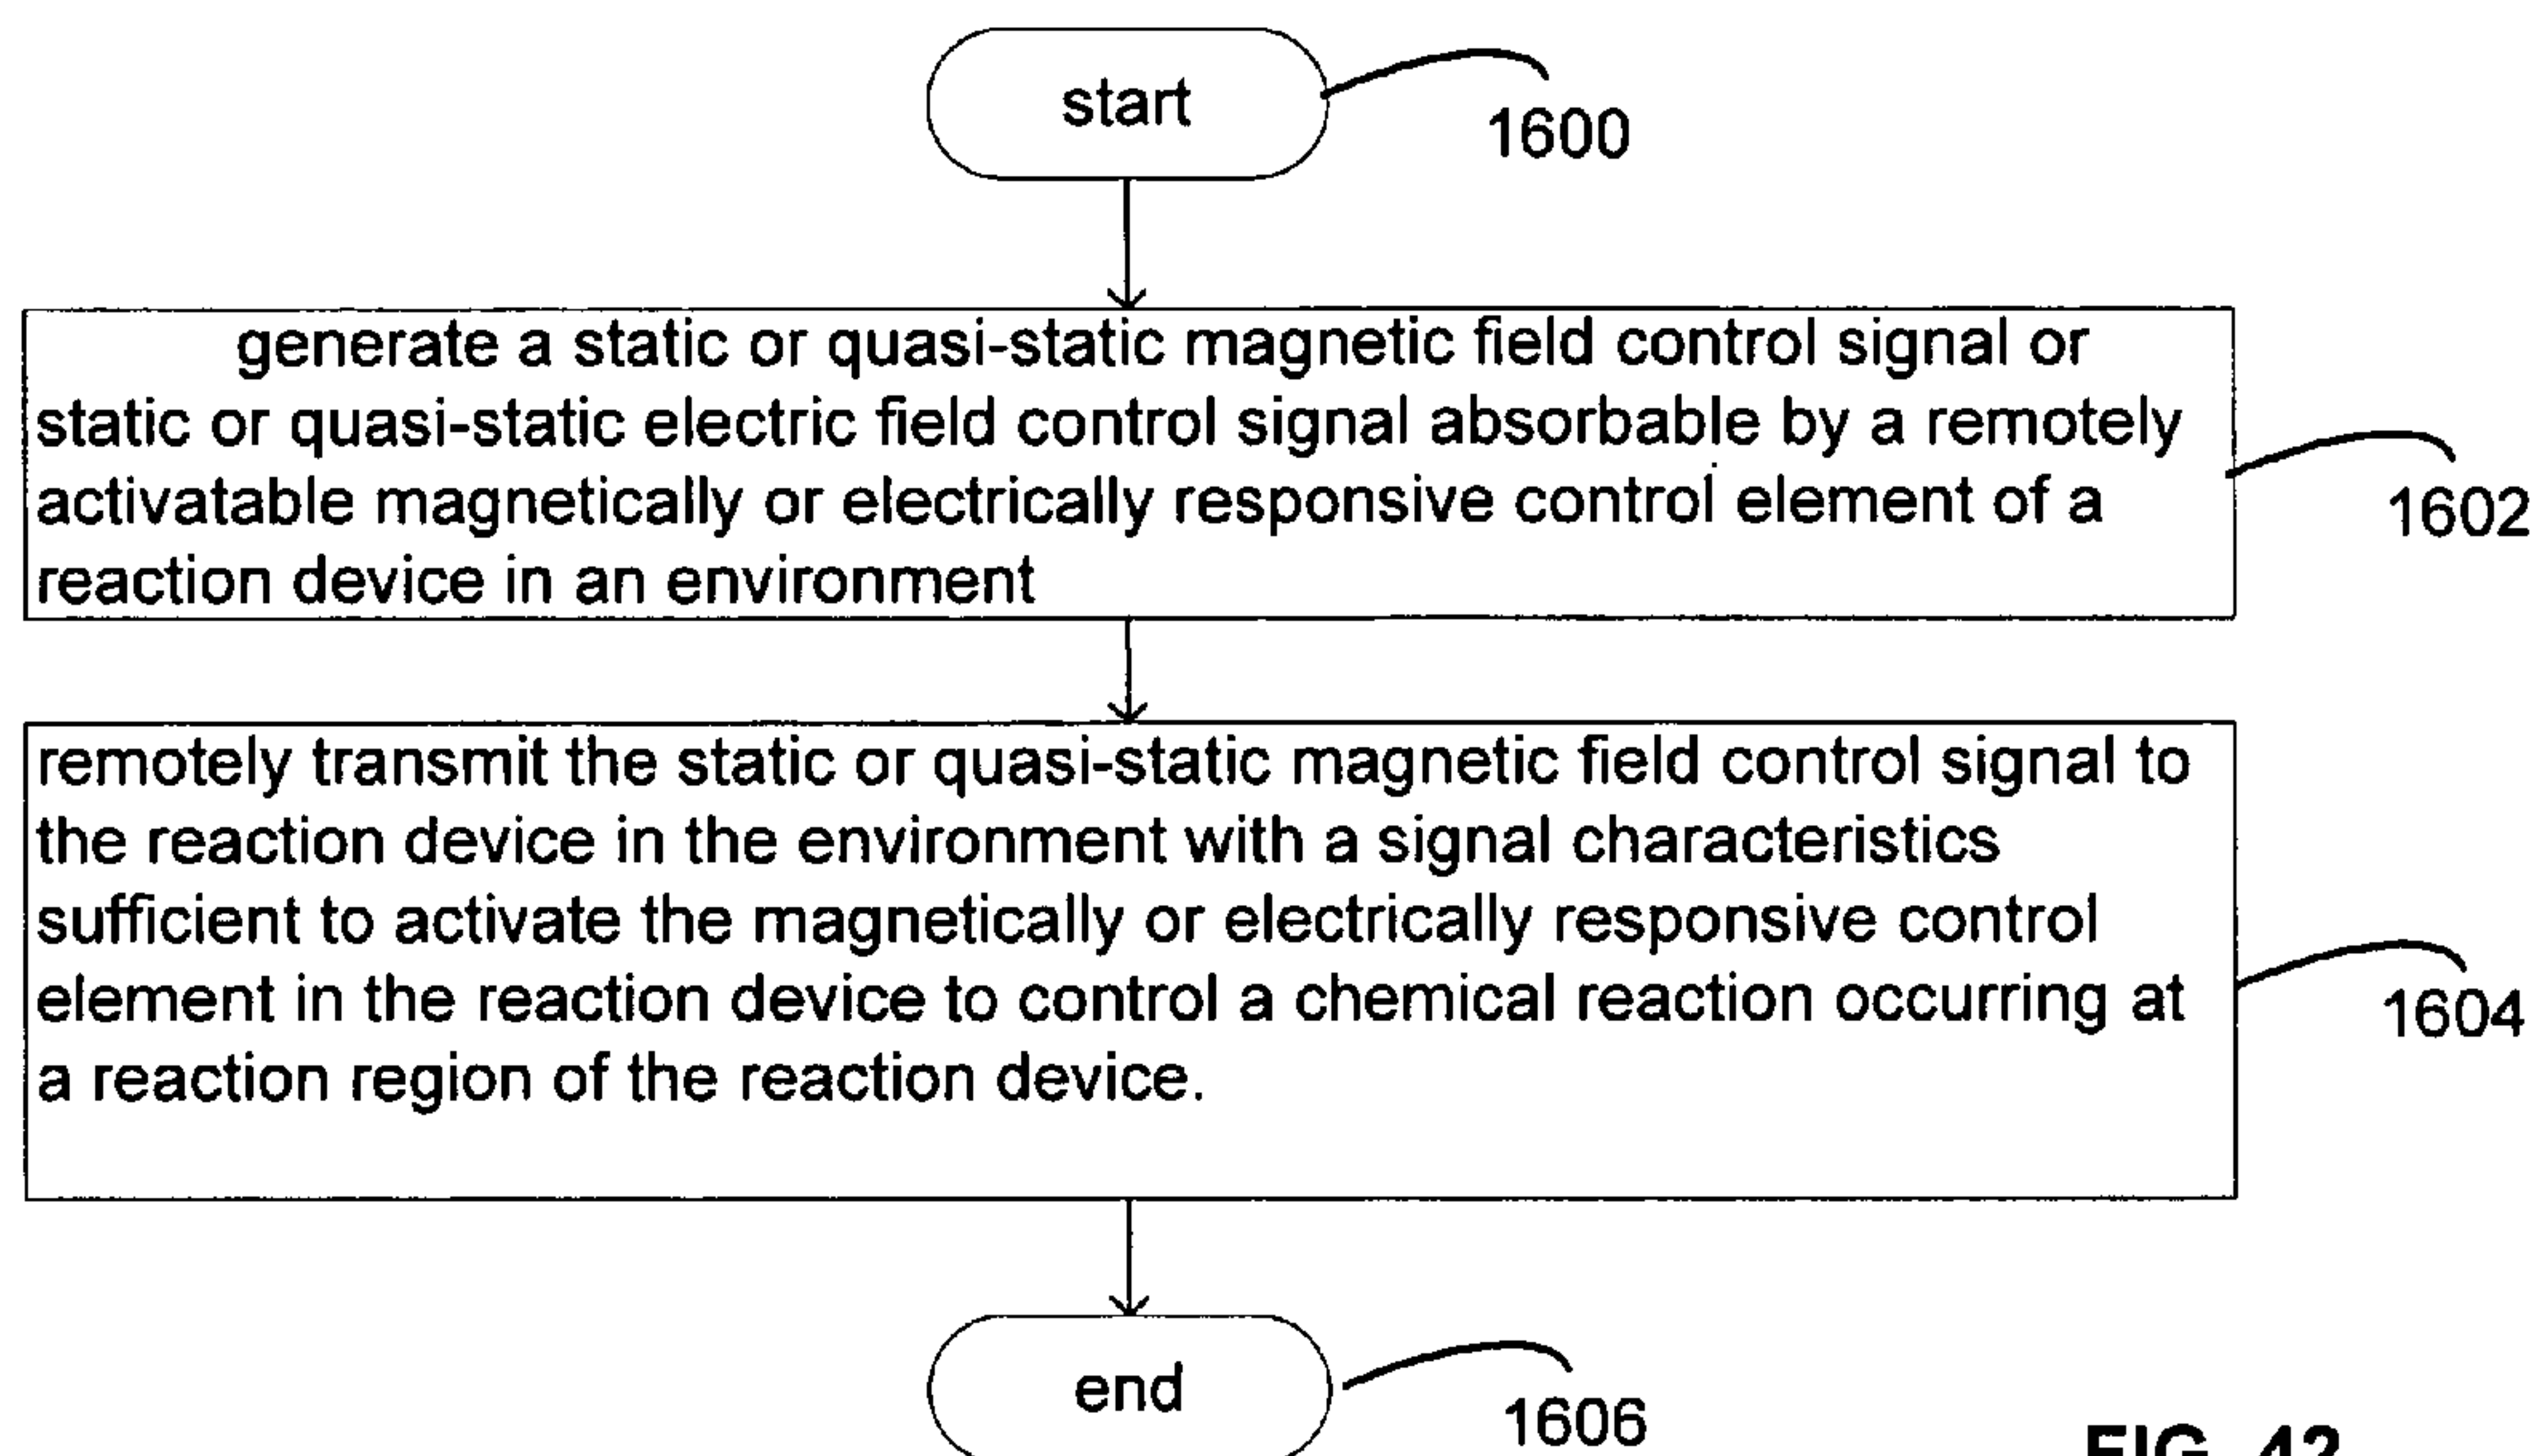 start
1600
generate a static or quasi-static magnetic field control signal or
static or quasi-static electric field control signal absorbable by a remotely
activatable magnetically or electrically responsive control element of a
reaction device in an environment
1602
remotely transmit the static or quasi-static magnetic field control signal to
the reaction device in the environment with a signal characteristics
sufficient to activate the magnetically or electrically responsive control
element in the reaction device to control a chemical reaction occurring at
a reaction region of the reaction device.
1604
end
1606
FIG. 42